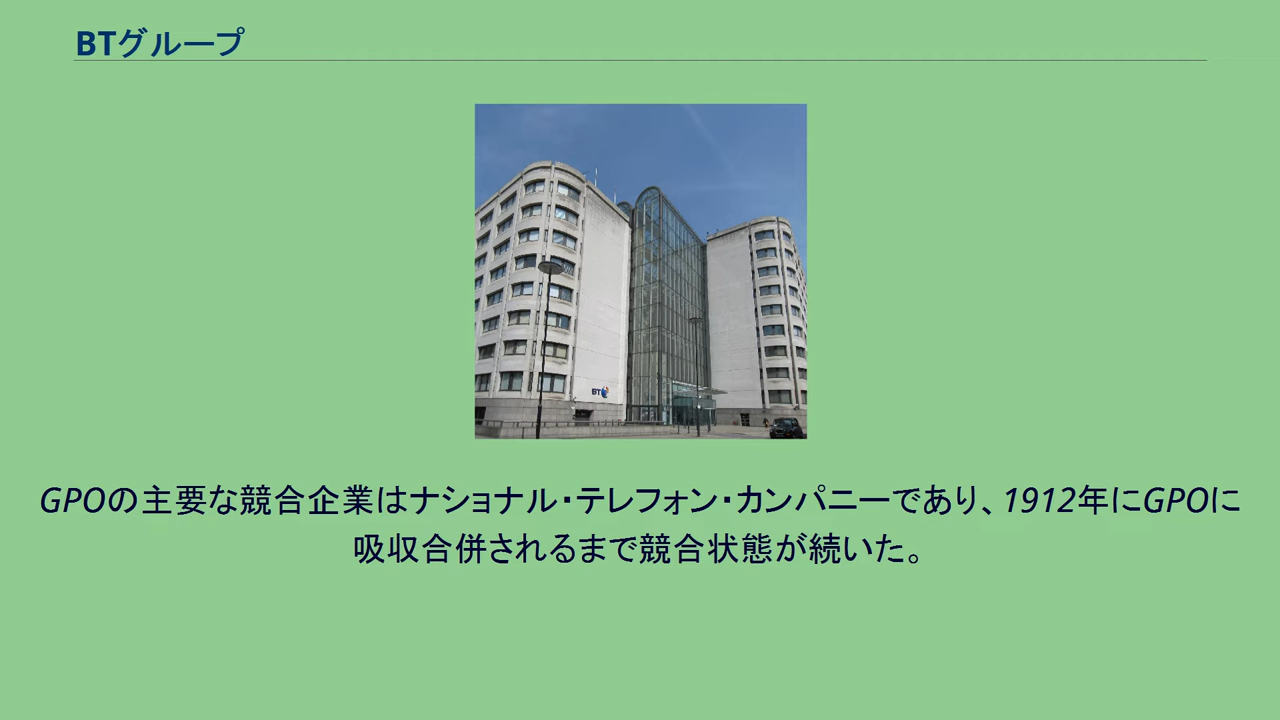 BTグループ
BT
GPOの主要な競合企業はナショナル・テレフォン・カンパニーであり、1912年にGPOに
吸収合併されるまで競合状態が続いた。